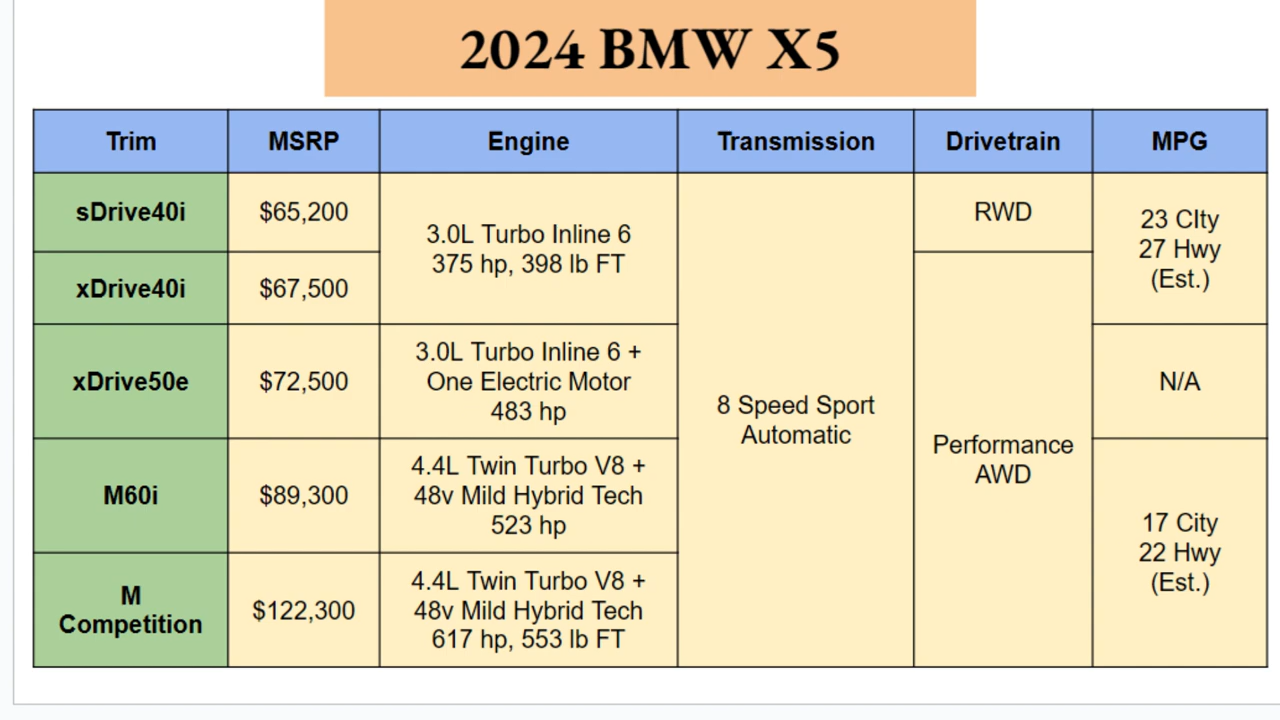 2024 BMW X5
Trim MSRP Engine Transmission Drivetrain MPG
sDrive40i
$65,200
3.0L Turbo Inline 6
375 hp, 398 lb FT
8 Speed Sport
Automatic
RWD
23 CIty
27 Hwy
(Est.)
xDrive40i
$67,500
Performance
AWD
xDrive50e
$72,500
3.0L Turbo Inline 6 +
One Electric Motor
483 hp
N/A
M60i
$89,300
4.4L Twin Turbo V8 +
48v Mild Hybrid Tech
523 hp
17 City
22 Hwy
(Est.)
M
Competition
$122,300
4.4L Twin Turbo V8 +
48v Mild Hybrid Tech
617 hp, 553 lb FT